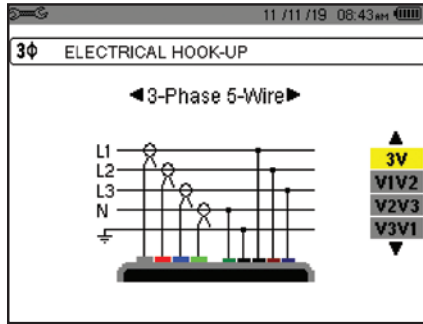 11 /11 /19 08:43AM
3ϕ ELECTRICAL HOOK-UP
◄3-Phase 5-Wire►
L1
L2
L3
N
3V
V1V2
V2V3
V3V1